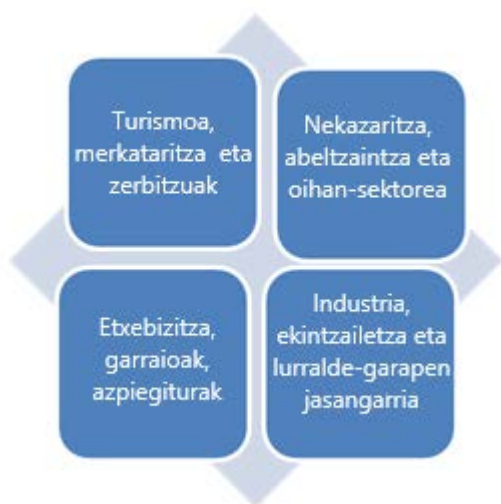 Turismoa,
merkataritza eta
zerbitzuak
Nekazaritza,
abeltzaintza eta
oihan-sektorea
Etxebizitza,
garraioak,
azpiegiturak
Industria,
ekintzailetza eta
lurralde-garapen
jasangarria